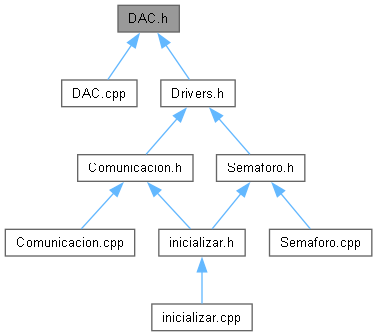 DAC.h
DAC.cpp
Drivers.h
Comunicacion.h
Semaforo.h
Comunicacion.cpp
inicializar.h
Semaforo.cpp
inicializar.cpp